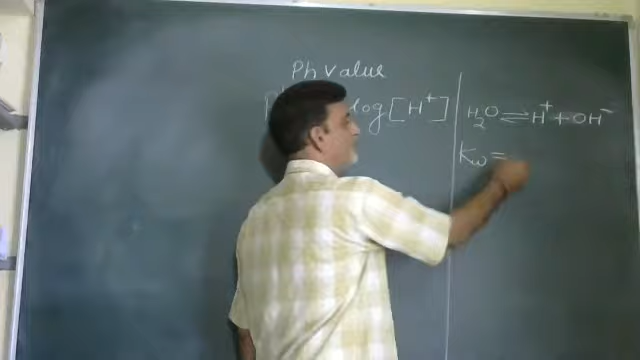 Ph value
P log [H⁺]
H₂O ⇌ H⁺ + OH⁻
Kw =